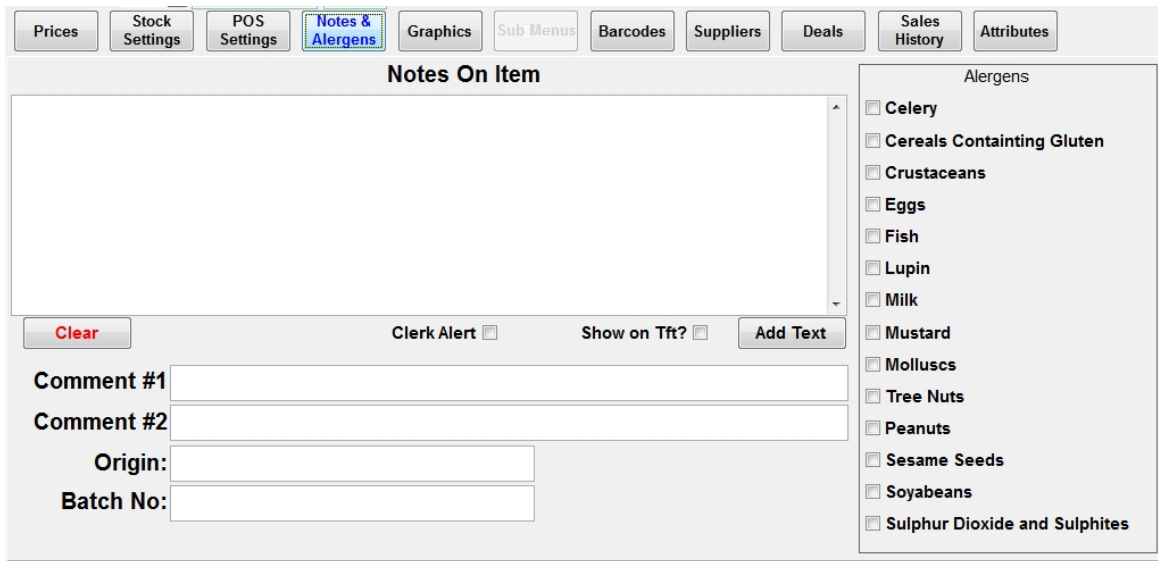 Prices
Stock
Settings
POS
Settings
Notes &
Alergens
Graphics
Sub Menus
Barcodes
Suppliers
Deals
Sales
History
Attributes
Notes On Item
Clear
Clerk Alert
Show on Tft?
Add Text
Comment #1
Comment #2
Origin:
Batch No:
Alergens
Celery
Cereals Containting Gluten
Crustaceans
Eggs
Fish
Lupin
Milk
Mustard
Molluscs
Tree Nuts
Peanuts
Sesame Seeds
Soyabeans
Sulphur Dioxide and Sulphites